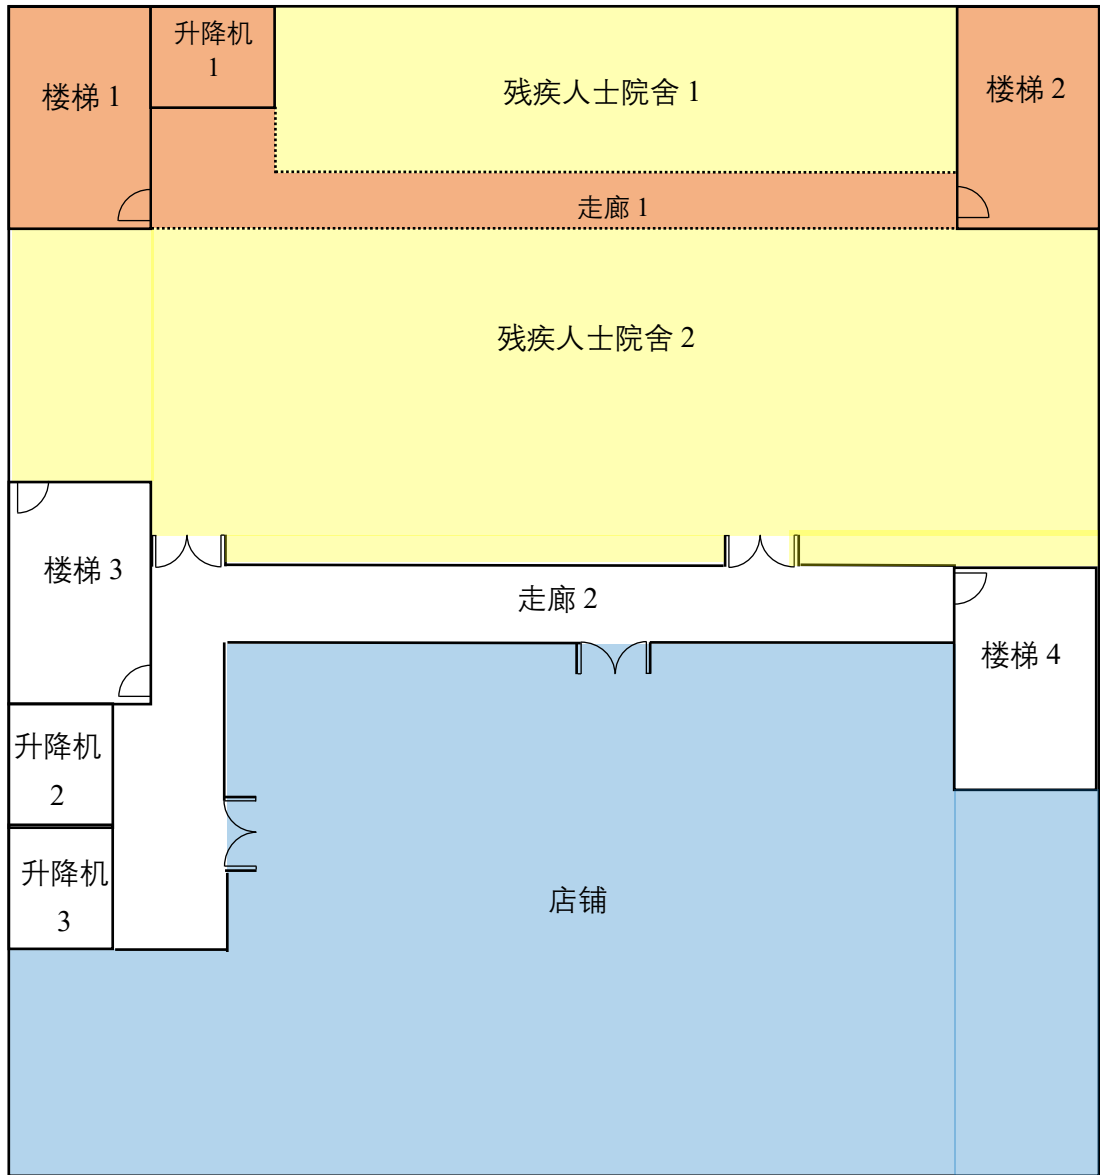 升降机
1
楼梯 1
残疾人士院舍 1
楼梯 2
走廊 1
残疾人士院舍 2
楼梯 3
走廊 2
楼梯 4
升降机
2
升降机
3
店铺